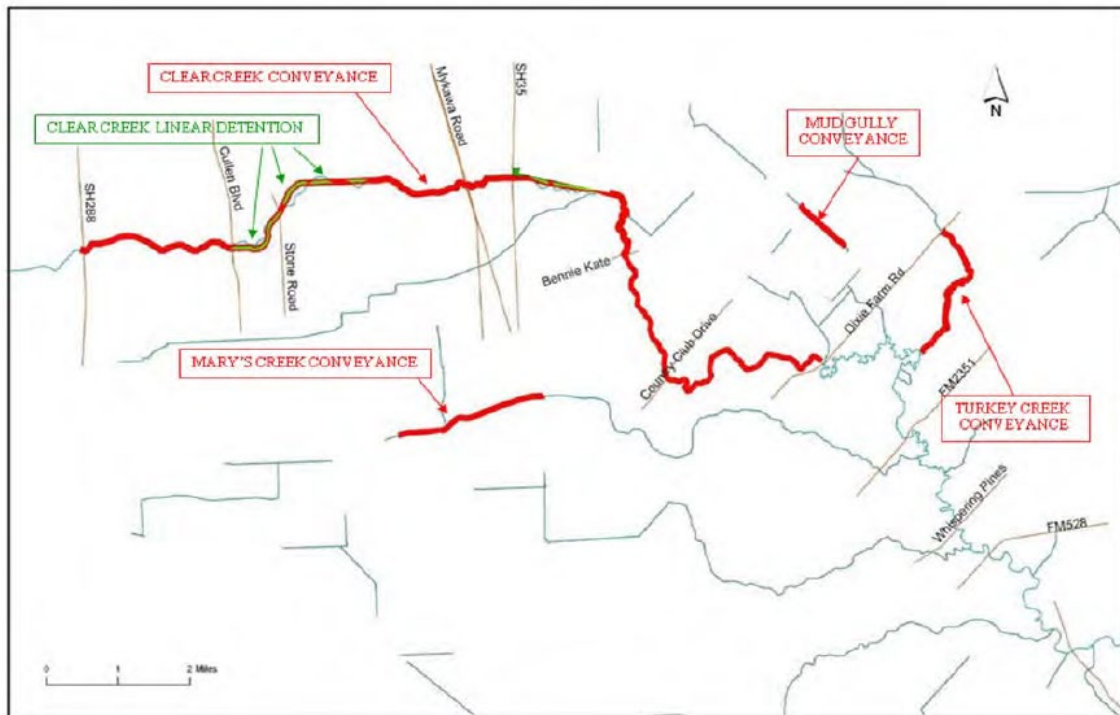 CLEAR CREEK CONVEYANCE
CLEAR CREEK LINEAR DETENTION
SH288
Cullen Blvd
Stone Road
Mykawa Road
SH35
N
MUD GULLY
CONVEYANCE
Bennie Kate
Country Club Drive
Dixie Farm Rd
MARY'S CREEK CONVEYANCE
FM2351
TURKEY CREEK
CONVEYANCE
Whispering Pines
FM528
0 1 2 Miles